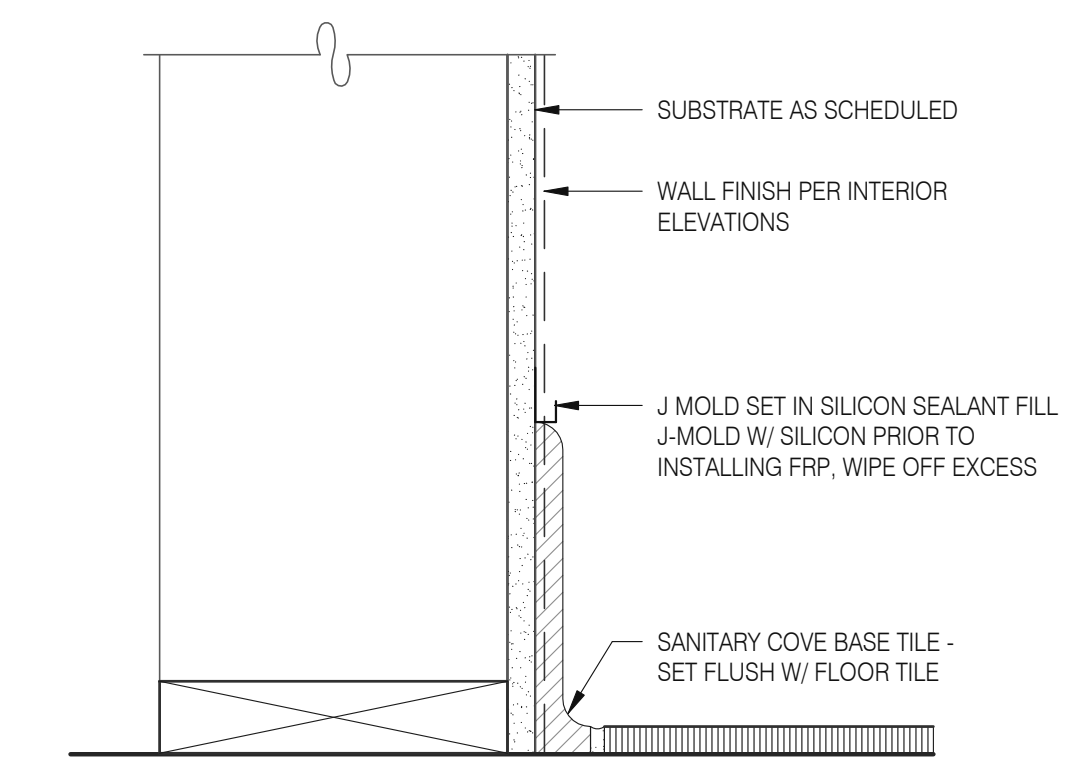 SUBSTRATE AS SCHEDULED
WALL FINISH PER INTERIOR
ELEVATIONS
J MOLD SET IN SILICON SEALANT FILL
J-MOLD W/ SILICON PRIOR TO
INSTALLING FRP, WIPE OFF EXCESS
SANITARY COVE BASE TILE -
SET FLUSH W/ FLOOR TILE